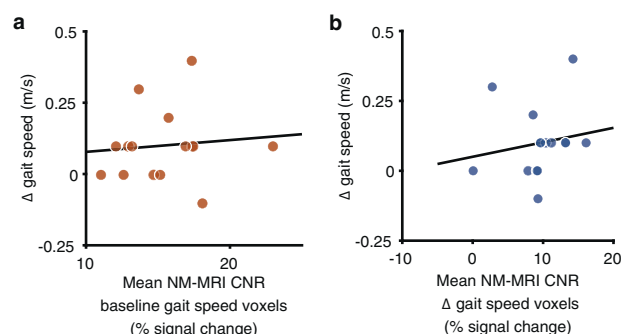 a
0.5
0.25
0
-0.25
Δ gait speed (m/s)
10
20
Mean NM-MRI CNR
baseline gait speed voxels
(% signal change)
b
0.5
0.25
0
-0.25
Δ gait speed (m/s)
-10
0
10
20
Mean NM-MRI CNR
Δ gait speed voxels
(% signal change)